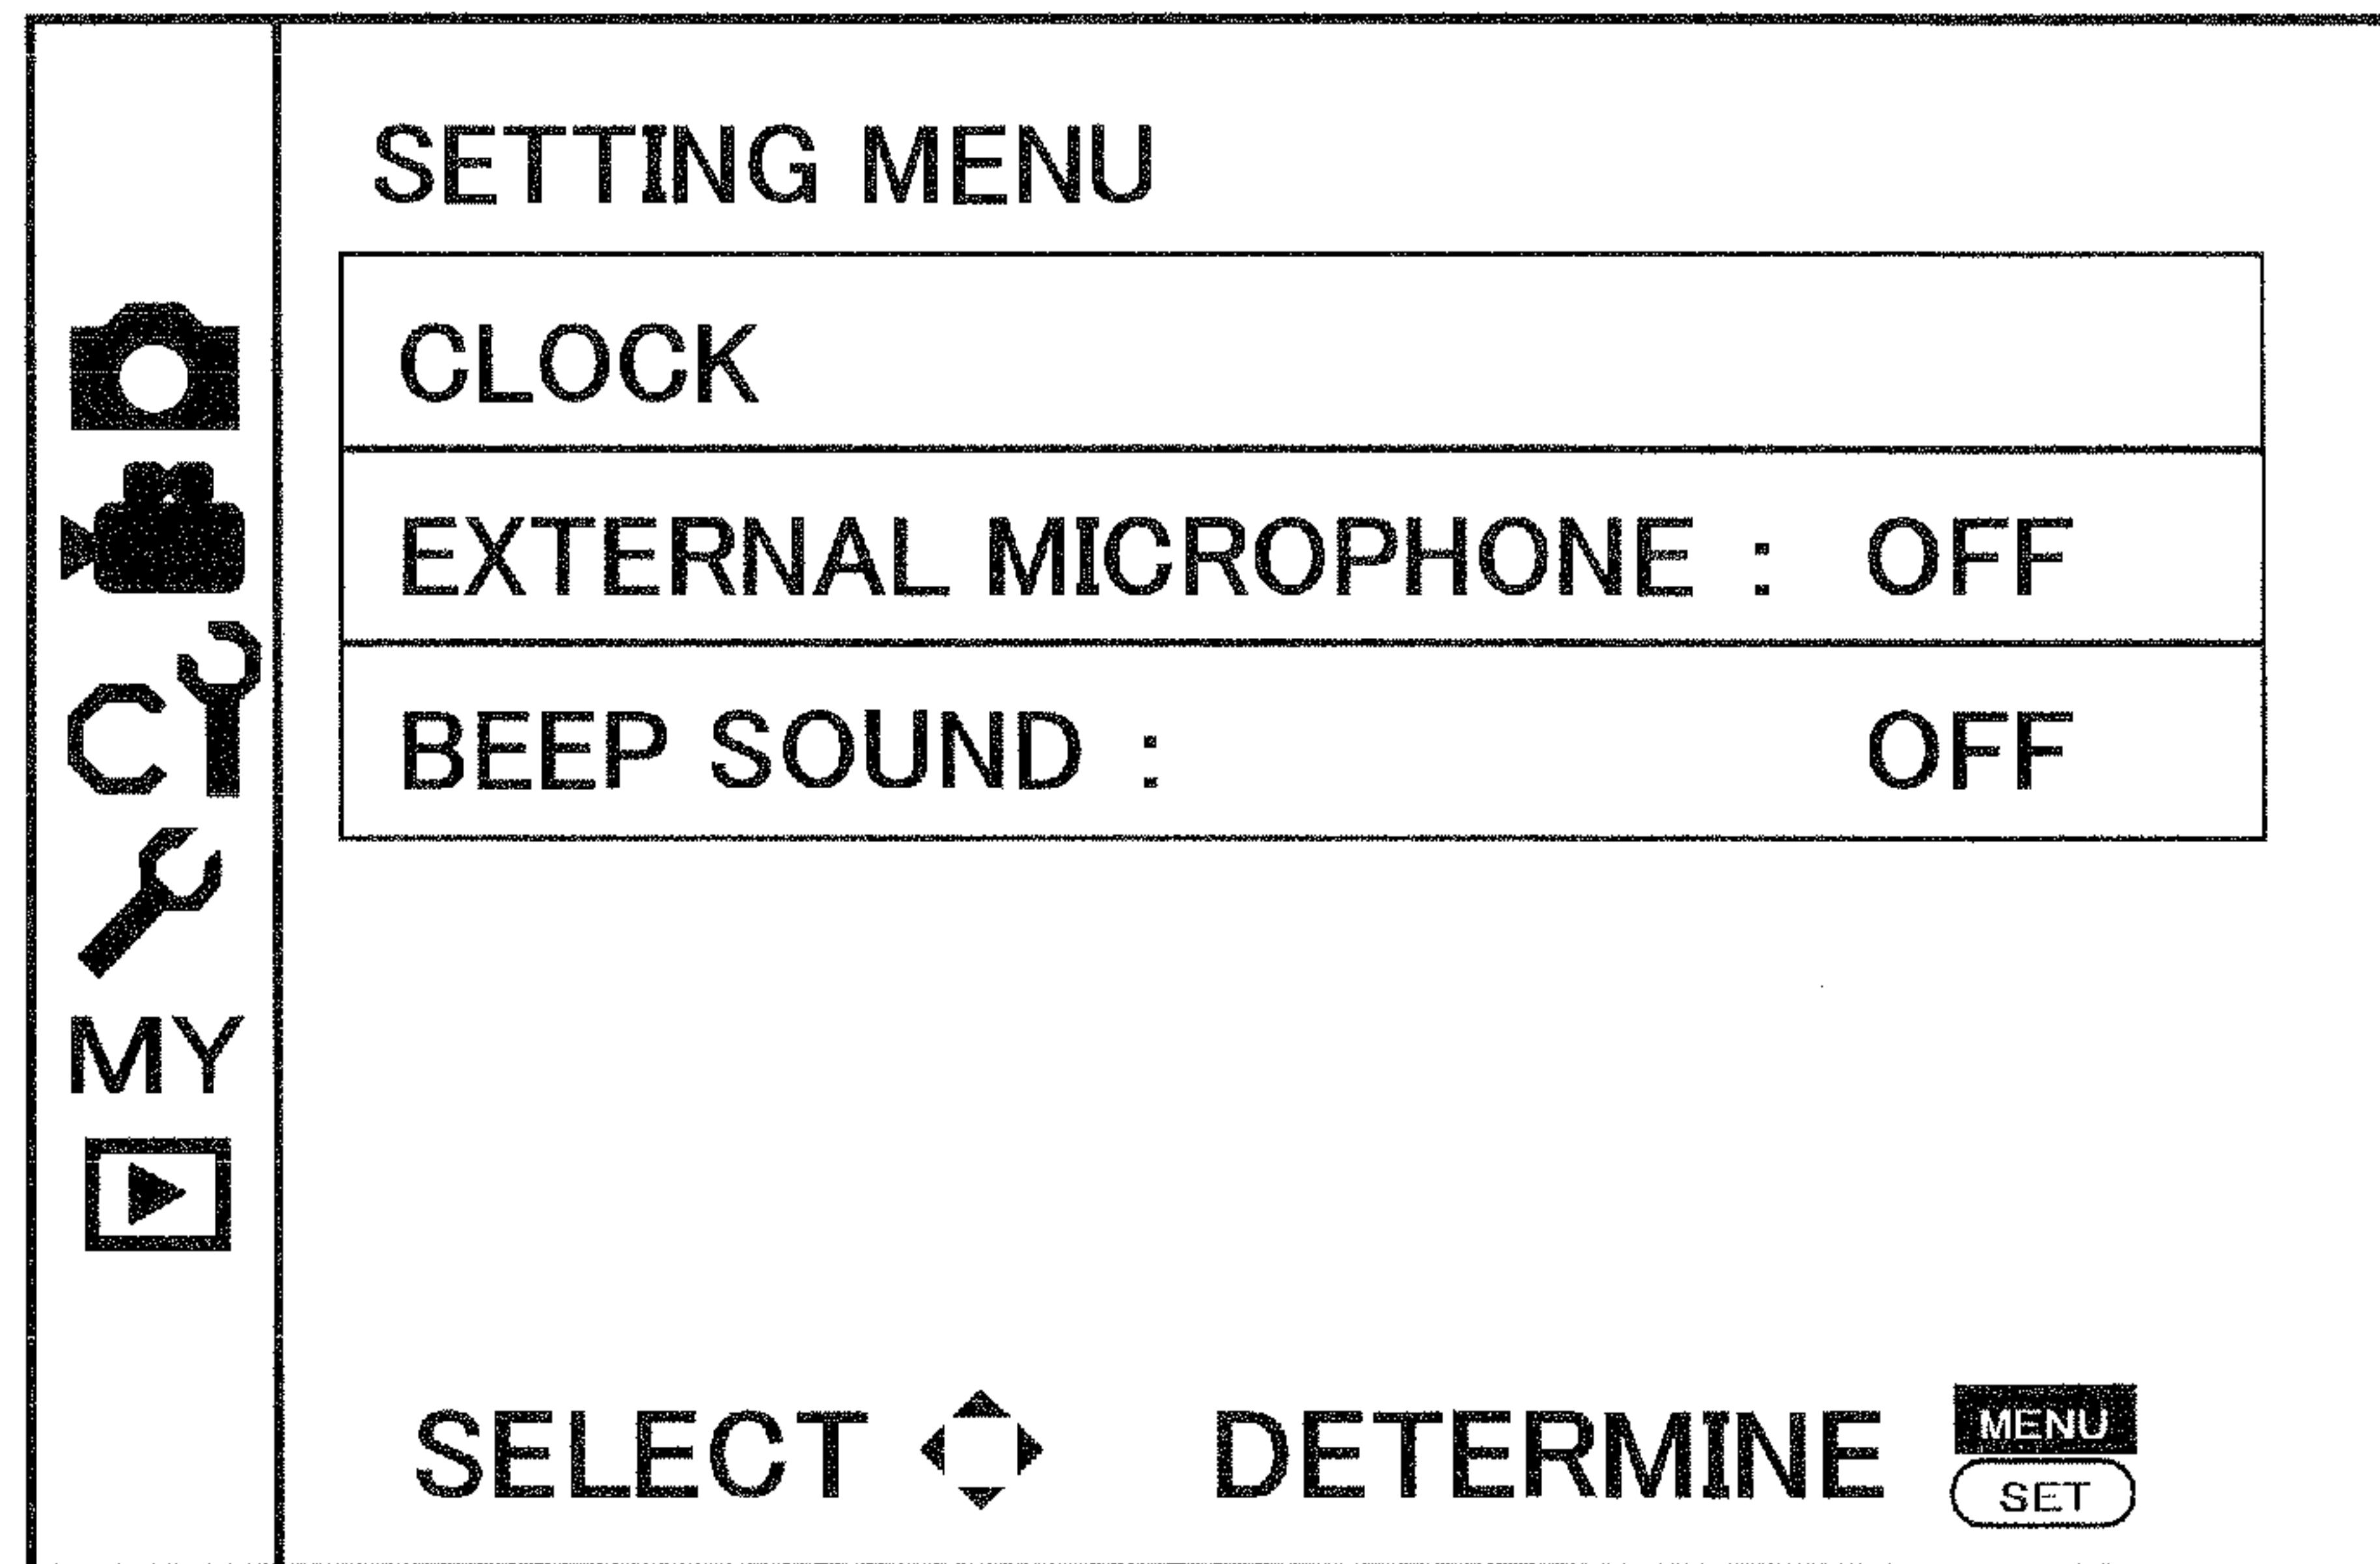 SETTING MENU
CLOCK
EXTERNAL MICROPHONE : OFF
BEEP SOUND : OFF
C
MY
SELECT DETERMINE MENU
SET